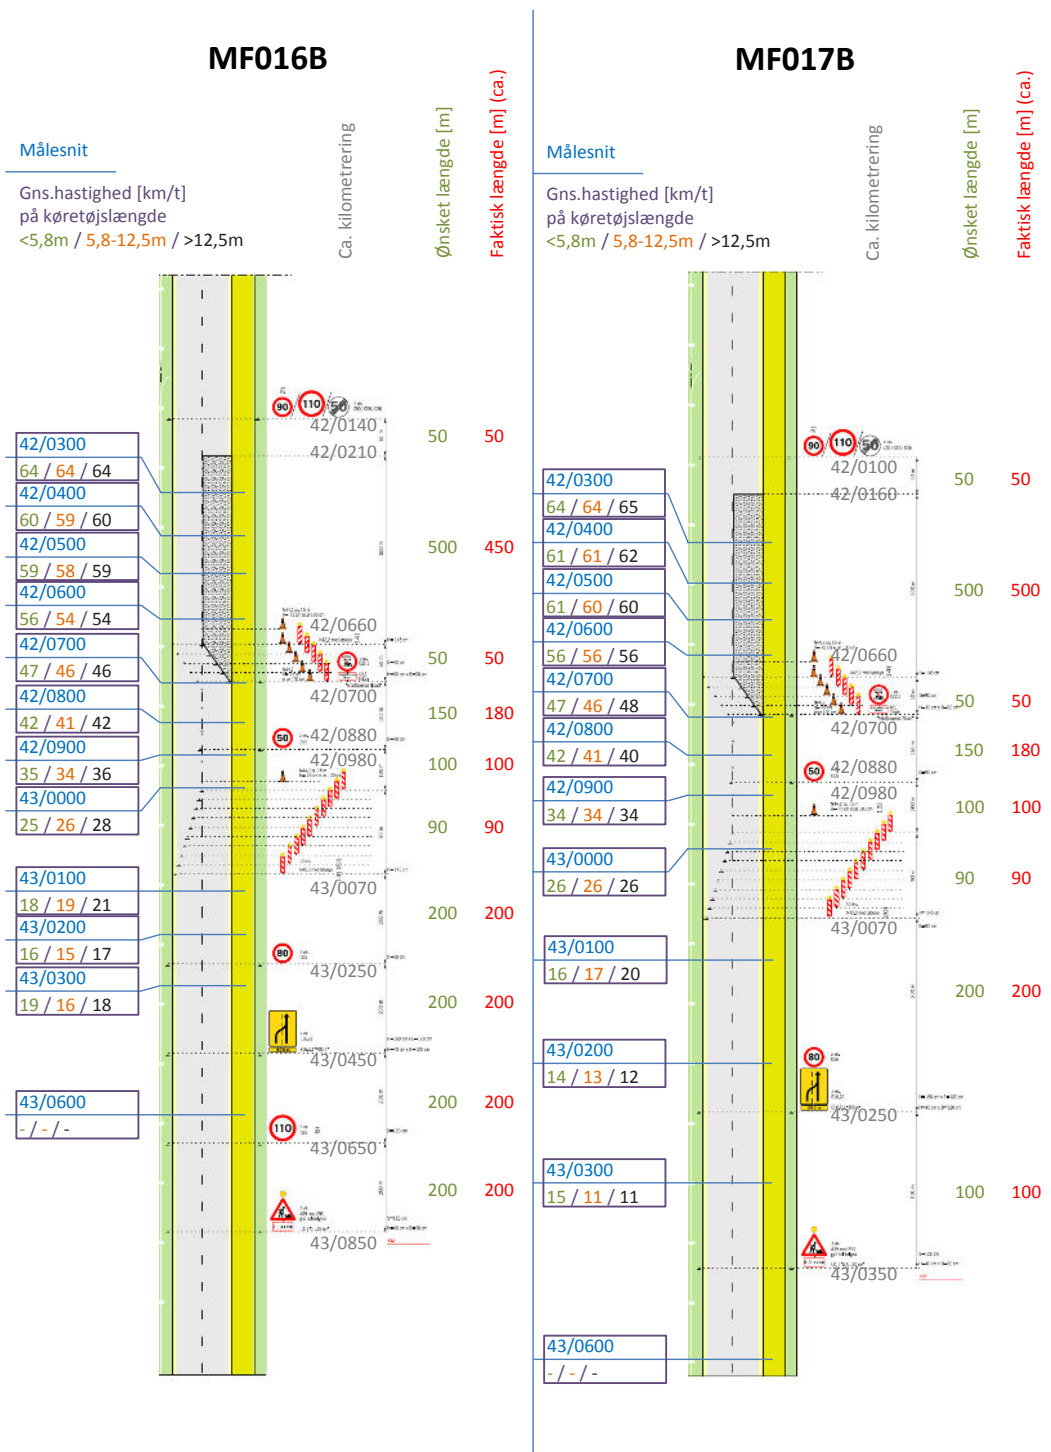 MF016B
Målesnit
Gns.hastighed [km/t]
på køretøjslængde
<5,8m / 5,8-12,5m / >12,5m
Ca. kilometrering
Ønsket længde [m]
Faktisk længde [m] (ca.)
90 110 50
42/0140
50 50
42/0210
42/0300
64 / 64 / 64
42/0400
60 / 59 / 60
42/0500
59 / 58 / 59
500 450
42/0600
56 / 54 / 54
42/0660
42/0700
47 / 46 / 46
50 50
42/0700
42/0800
42 / 41 / 42
150 180
50
42/0880
42/0900
35 / 34 / 36
42/0980
100 100
43/0000
25 / 26 / 28
90 90
43/0070
43/0100
18 / 19 / 21
200 200
43/0200
16 / 15 / 17
80
43/0250
43/0300
19 / 16 / 18
200 200
43/0450
43/0600
- / - / -
200 200
110
43/0650
200 200
43/0850
MF017B
Målesnit
Gns.hastighed [km/t]
på køretøjslængde
<5,8m / 5,8-12,5m / >12,5m
Ca. kilometrering
Ønsket længde [m]
Faktisk længde [m] (ca.)
90 110 50
42/0100
50 50
42/0160
42/0300
64 / 64 / 65
42/0400
61 / 61 / 62
42/0500
61 / 60 / 60
500 500
42/0600
56 / 56 / 56
42/0660
42/0700
47 / 46 / 48
50 50
42/0700
42/0800
42 / 41 / 40
150 180
50
42/0880
42/0900
34 / 34 / 34
42/0980
100 100
43/0000
26 / 26 / 26
90 90
43/0070
43/0100
16 / 17 / 20
200 200
43/0200
14 / 13 / 12
80
43/0250
43/0300
15 / 11 / 11
100 100
43/0350
43/0600
- / - / -